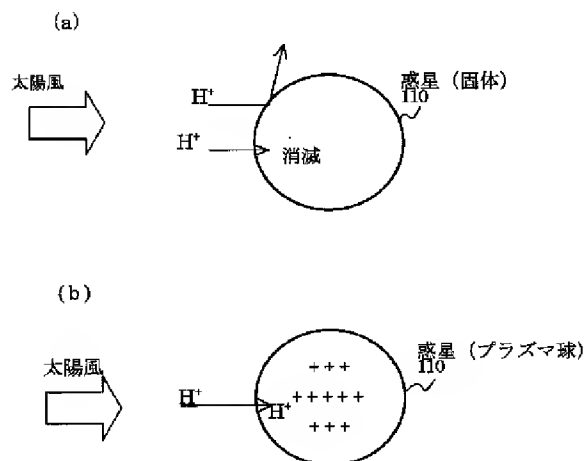 (a)
太陽風
H⁺
H⁺
消滅
惑星（固体）
110
(b)
太陽風
H⁺
H⁺
+++
+++++
+++
惑星（プラズマ球）
110